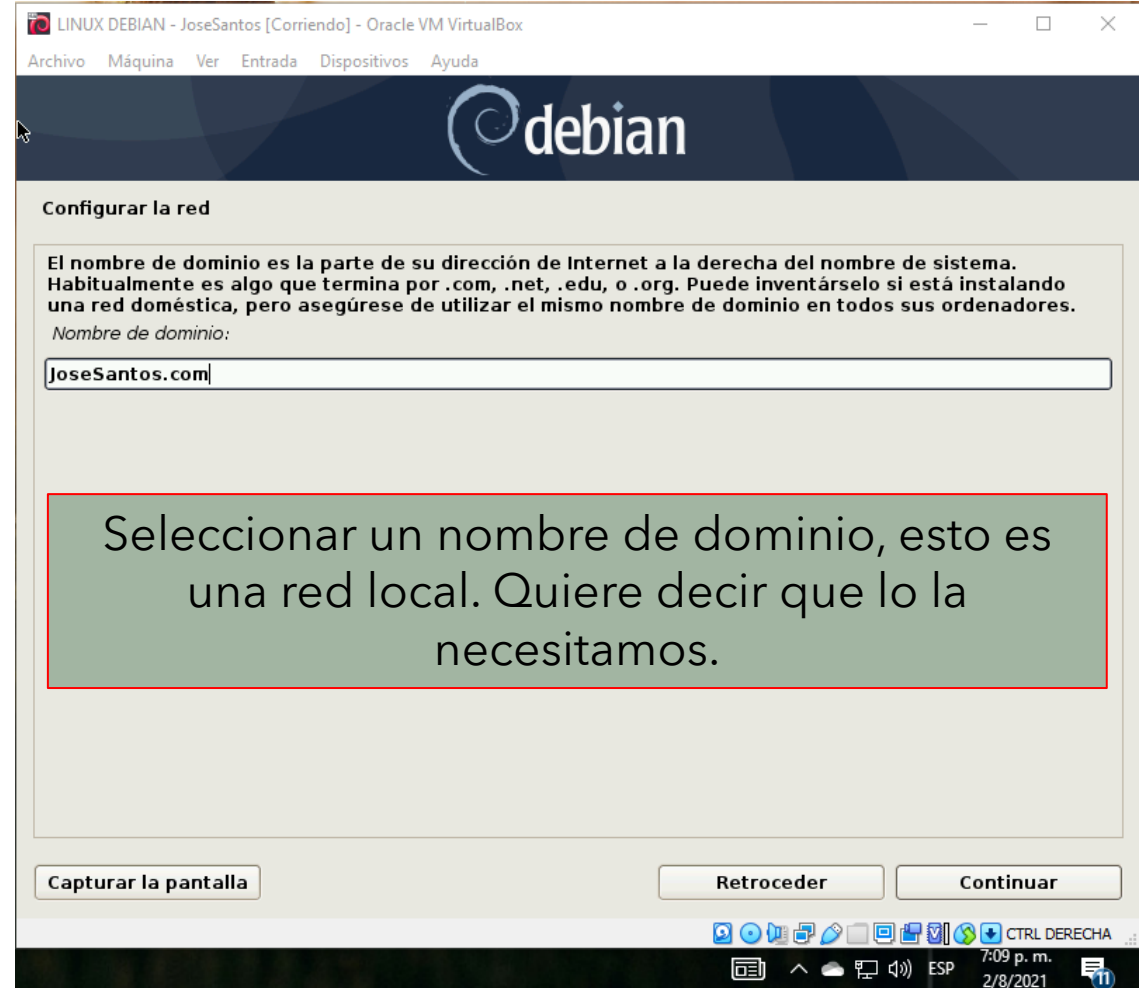 LINUX DEBIAN - JoseSantos [Corriendo] - Oracle VM VirtualBox
Archivo Máquina Ver Entrada Dispositivos Ayuda
debian
Configurar la red
El nombre de dominio es la parte de su dirección de Internet a la derecha del nombre de sistema.
Habitualmente es algo que termina por .com, .net, .edu, o .org. Puede inventárselo si está instalando
una red doméstica, pero asegúrese de utilizar el mismo nombre de dominio en todos sus ordenadores.
Nombre de dominio:
JoseSantos.com
Seleccionar un nombre de dominio, esto es
una red local. Quiere decir que lo la
necesitamos.
Capturar la pantalla
Retroceder
Continuar
CTRL DERECHA
ESP
7:09 p. m.
2/8/2021
11